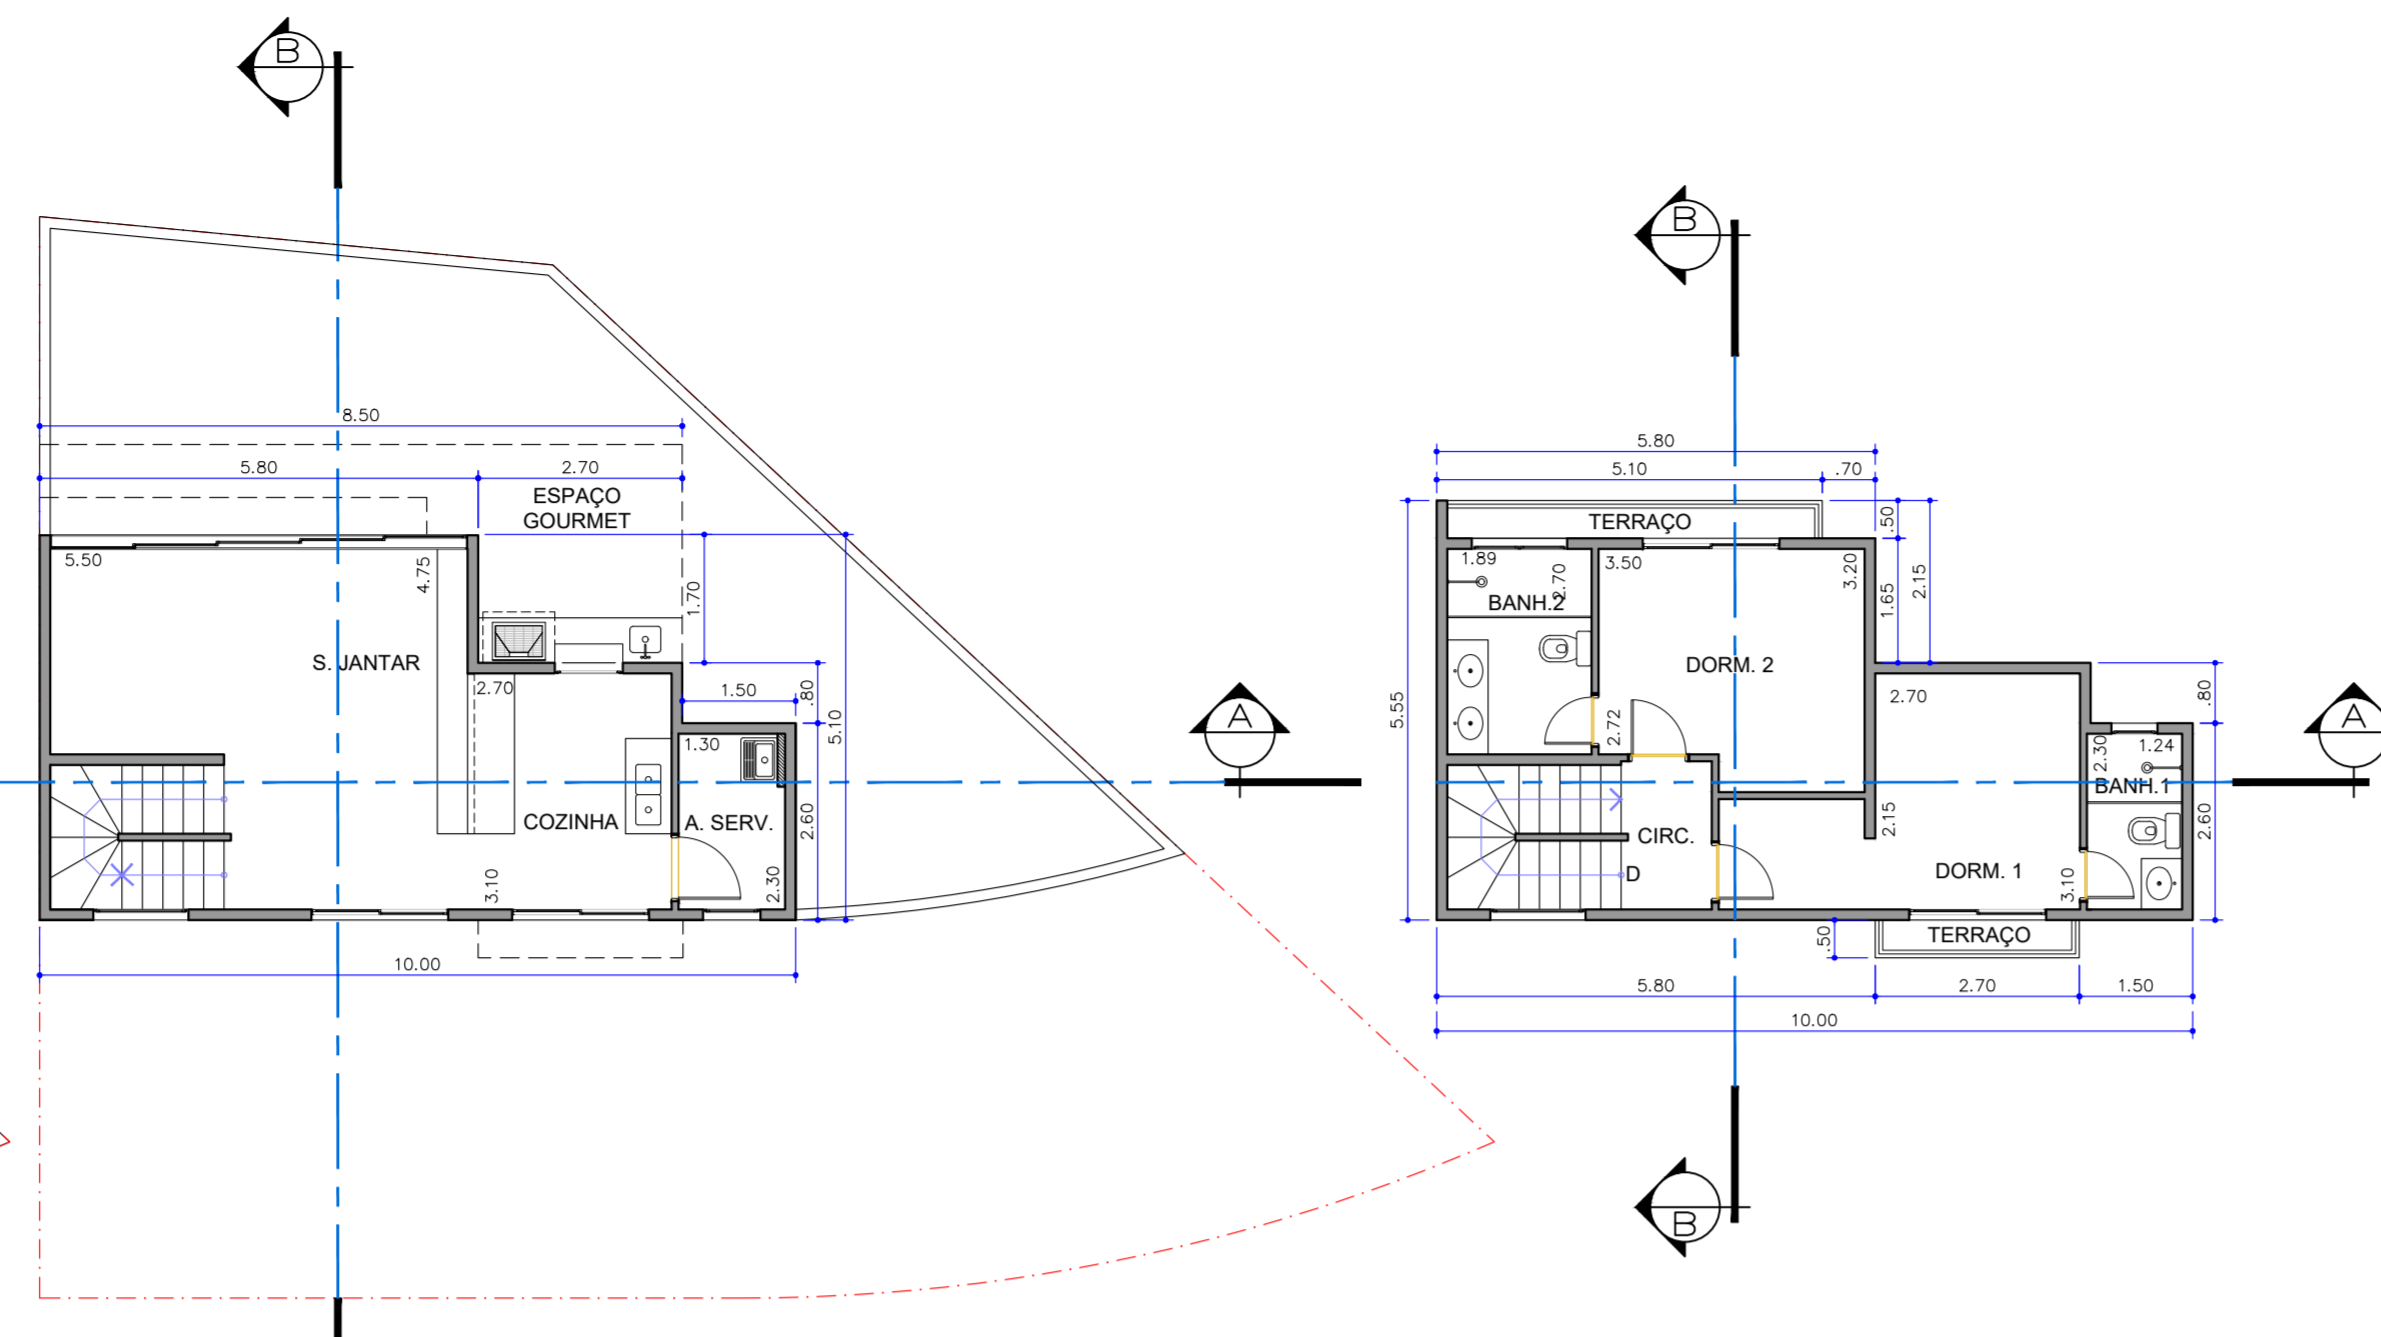 B
8.50
5.80
2.70
ESPAÇO
GOURMET
5.50
4.75
1.70
S. JANTAR
2.70
1.50
.80
5.10
1.30
COZINHA
A. SERV.
2.60
3.10
2.30
10.00
A
B
5.80
5.10
.70
TERRAÇO
.50
1.89
2.70
3.50
3.20
1.65
2.15
BANH.2
DORM. 2
5.55
2.72
2.70
.80
A
2.30
1.24
BANH.1
2.15
2.60
CIRC.
D
DORM. 1
3.10
.50
TERRAÇO
5.80
2.70
1.50
10.00
B